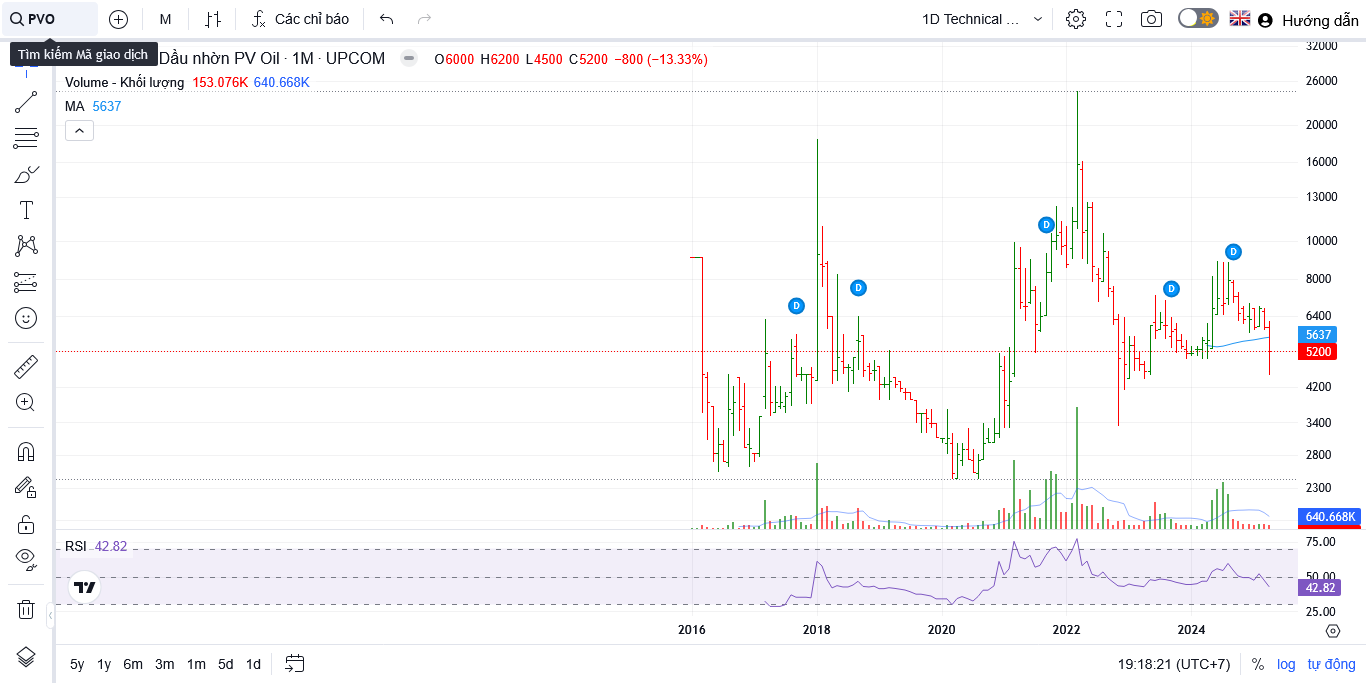 PVO
M
Các chỉ báo
1D Technical ...
Hướng dẫn
Tìm kiếm Mã giao dịch
Dầu nhờn PV Oil · 1M · UPCOM
O6000 H6200 L4500 C5200 −800 (−13.33%)
Volume - Khối lượng 153.076K 640.668K
MA 5637
32000
26000
20000
16000
13000
10000
8000
6400
5637
5200
4200
3400
2800
2300
640.668K
D
D
D
D
D
RSI 42.82
75.00
50.00
42.82
25.00
2016
2018
2020
2022
2024
5y 1y 6m 3m 1m 5d 1d
19:18:21 (UTC+7)
% log tự động